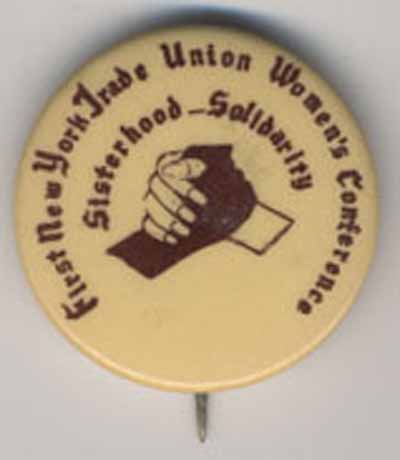 First New York Trade Union Women's Conference
Sisterhood - Solidarity